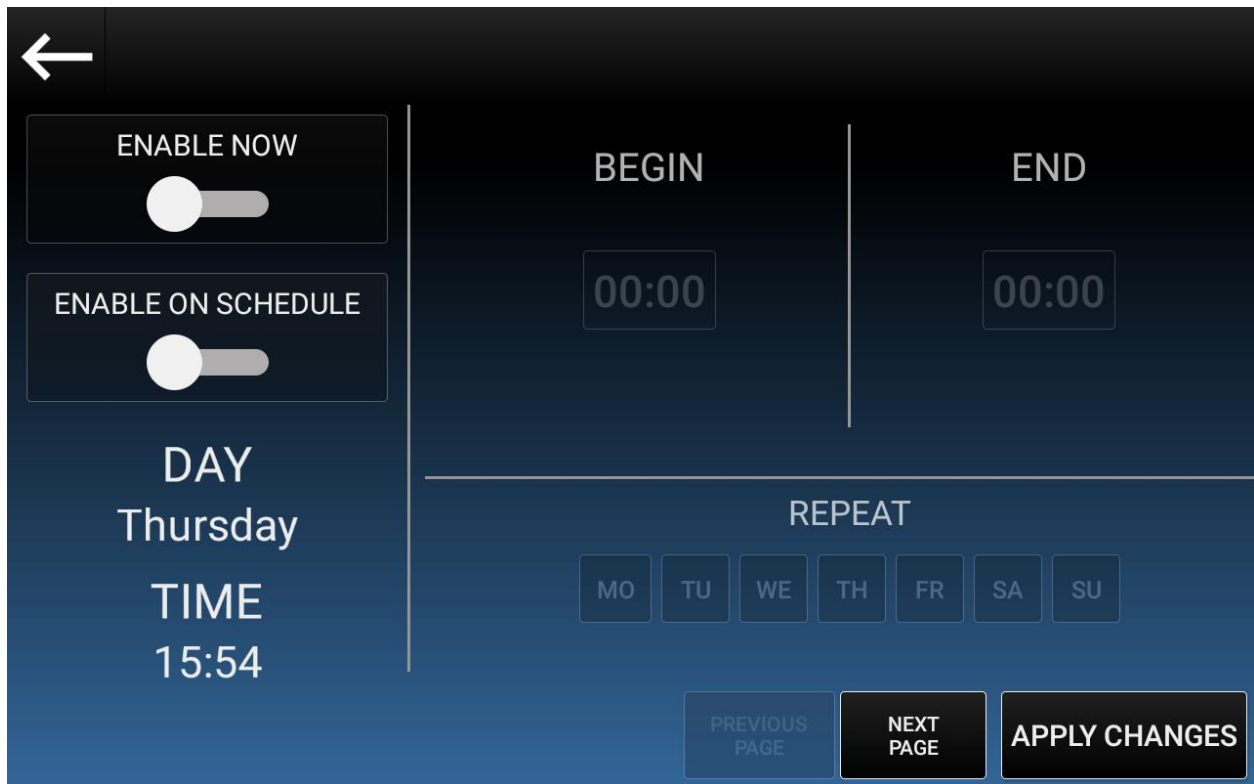 ENABLE NOW
ENABLE ON SCHEDULE
DAY
Thursday
TIME
15:54
BEGIN
00:00
END
00:00
REPEAT
MO TU WE TH FR SA SU
PREVIOUS
PAGE
NEXT
PAGE
APPLY CHANGES